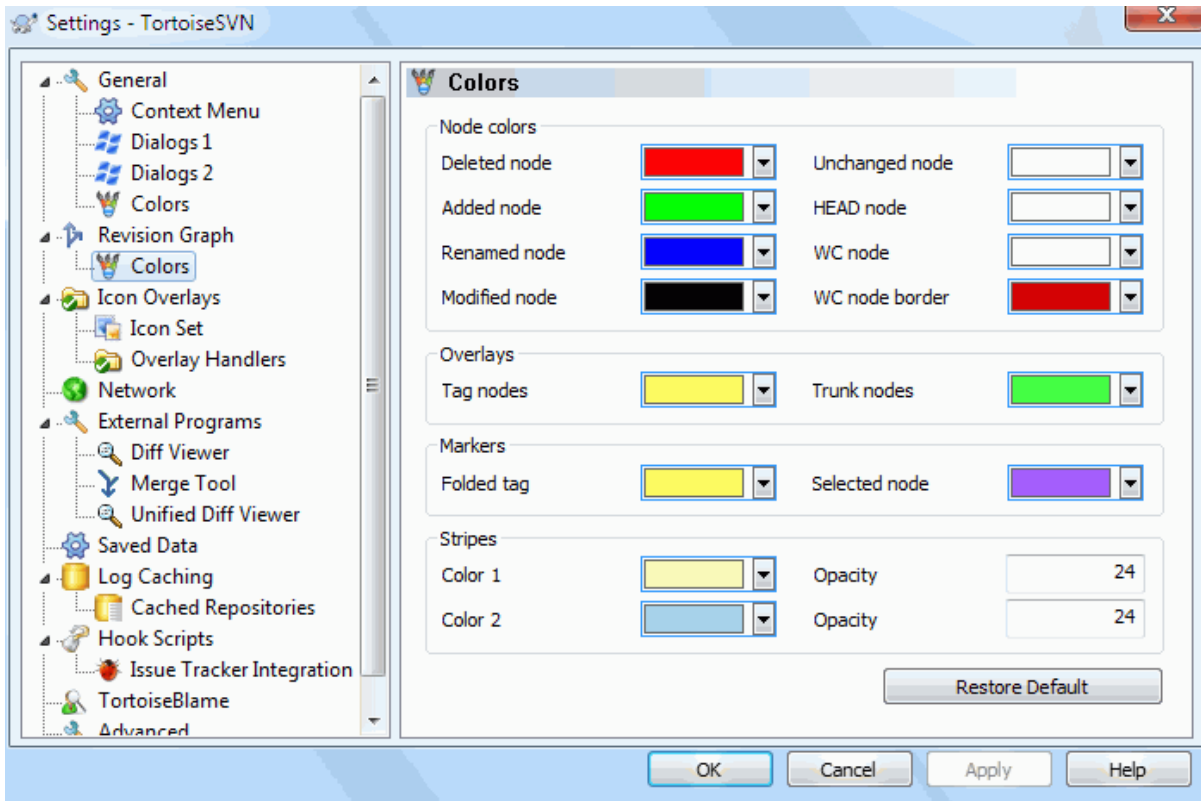 Settings - TortoiseSVN
General
Context Menu
Dialogs 1
Dialogs 2
Colors
Revision Graph
Colors
Icon Overlays
Icon Set
Overlay Handlers
Network
External Programs
Diff Viewer
Merge Tool
Unified Diff Viewer
Saved Data
Log Caching
Cached Repositories
Hook Scripts
Issue Tracker Integration
TortoiseBlame
Advanced
Colors
Node colors
Deleted node
Unchanged node
Added node
HEAD node
Renamed node
WC node
Modified node
WC node border
Overlays
Tag nodes
Trunk nodes
Markers
Folded tag
Selected node
Stripes
Color 1
Opacity 24
Color 2
Opacity 24
Restore Default
OK
Cancel
Apply
Help